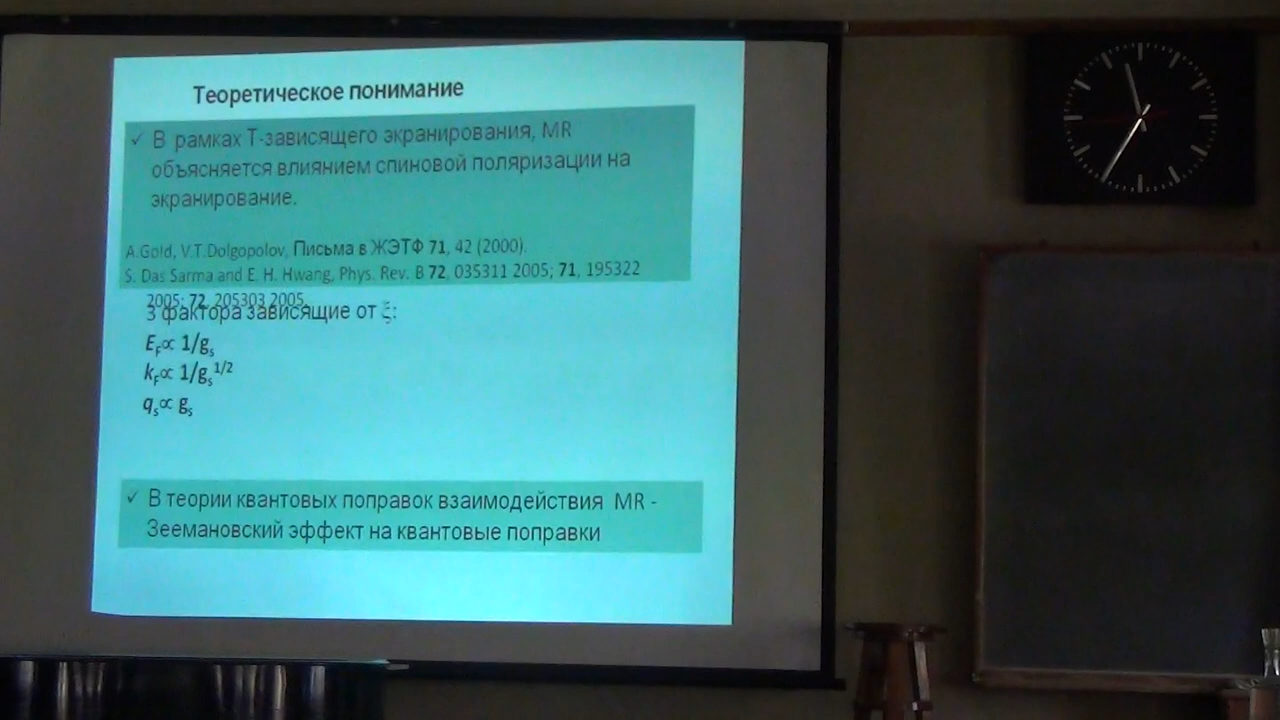 Теоретическое понимание
✓ В рамках Т-зависящего экранирования, MR
объясняется влиянием спиновой поляризации на
экранирование.
A.Gold, V.T.Dolgopolov, Письма в ЖЭТФ 71, 42 (2000).
S. Das Sarma and E. H. Hwang, Phys. Rev. B 72, 035311 2005; 71, 195322
2005; 72, 205303 2005.
3 фактора зависящие от ξ:
E_F∝ 1/g_s
k_F∝ 1/g_s^1/2
q_s∝ g_s
✓ В теории квантовых поправок взаимодействия MR -
Зеемановский эффект на квантовые поправки